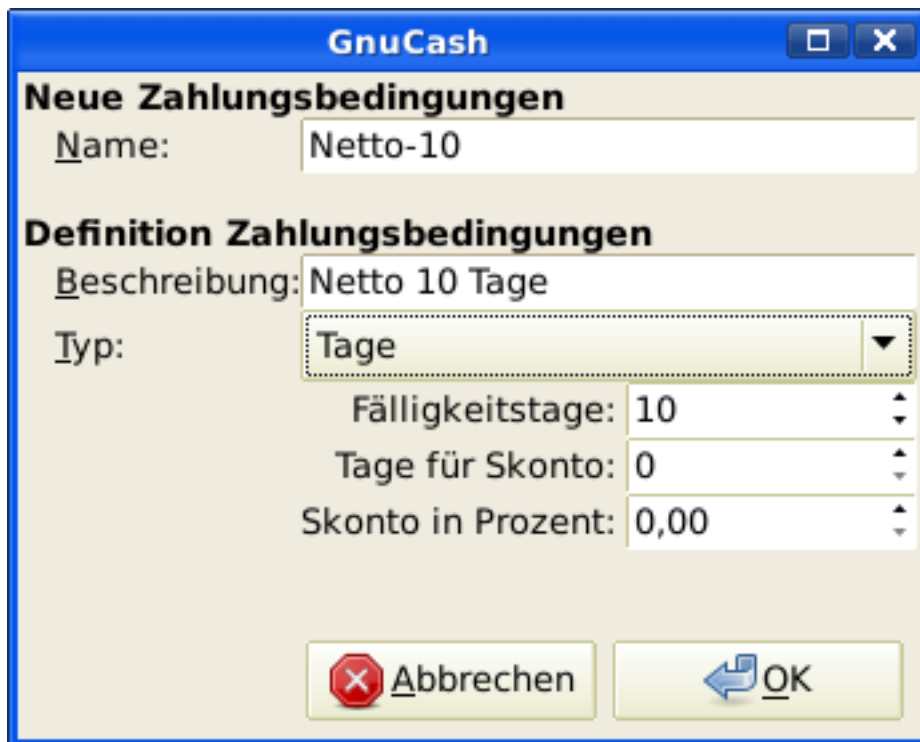 GnuCash
Neue Zahlungsbedingungen
Name: Netto-10
Definition Zahlungsbedingungen
Beschreibung: Netto 10 Tage
Typ: Tage
Fälligkeitstage: 10
Tage für Skonto: 0
Skonto in Prozent: 0,00
Abbrechen OK